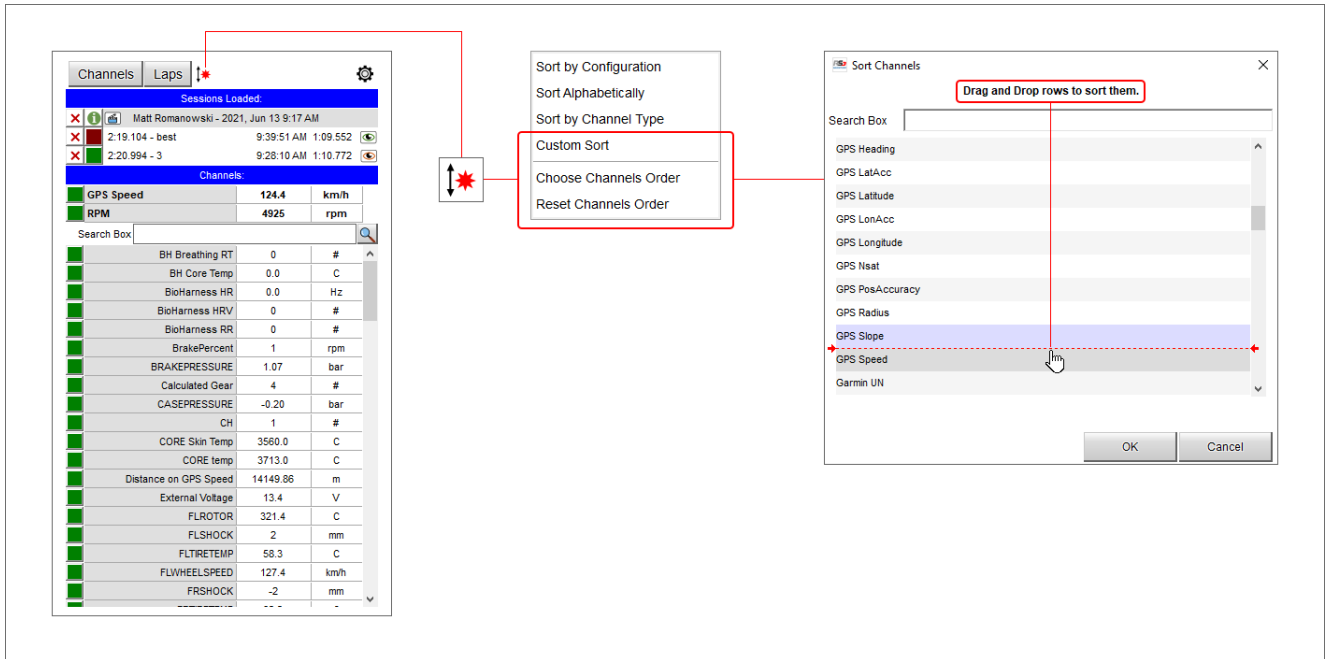 Channels Laps
Sessions Loaded:
Matt Romanowski - 2021, Jun 13 9:17 AM
2:19.104 - best 9:39:51 AM 1:09.552
2:20.994 - 3 9:28:10 AM 1:10.772
Channels:
GPS Speed 124.4 km/h
RPM 4925 rpm
Search Box
BH Breathing RT 0 #
BH Core Temp 0.0 C
BioHarness HR 0.0 Hz
BioHarness HRV 0 #
BioHarness RR 0 #
BrakePercent 1 rpm
BRAKEPRESSURE 1.07 bar
Calculated Gear 4 #
CASEPRESSURE -0.20 bar
CH 1 #
CORE Skin Temp 3560.0 C
CORE temp 3713.0 C
Distance on GPS Speed 14149.86 m
External Voltage 13.4 V
FLROTOR 321.4 C
FLSHOCK 2 mm
FLTIRETEMP 58.3 C
FLWHEELSPEED 127.4 km/h
FRSHOCK -2 mm
Sort by Configuration
Sort Alphabetically
Sort by Channel Type
Custom Sort
Choose Channels Order
Reset Channels Order
Sort Channels
Drag and Drop rows to sort them.
Search Box
GPS Heading
GPS LatAcc
GPS Latitude
GPS LonAcc
GPS Longitude
GPS Nsat
GPS PosAccuracy
GPS Radius
GPS Slope
GPS Speed
Garmin UN
OK Cancel